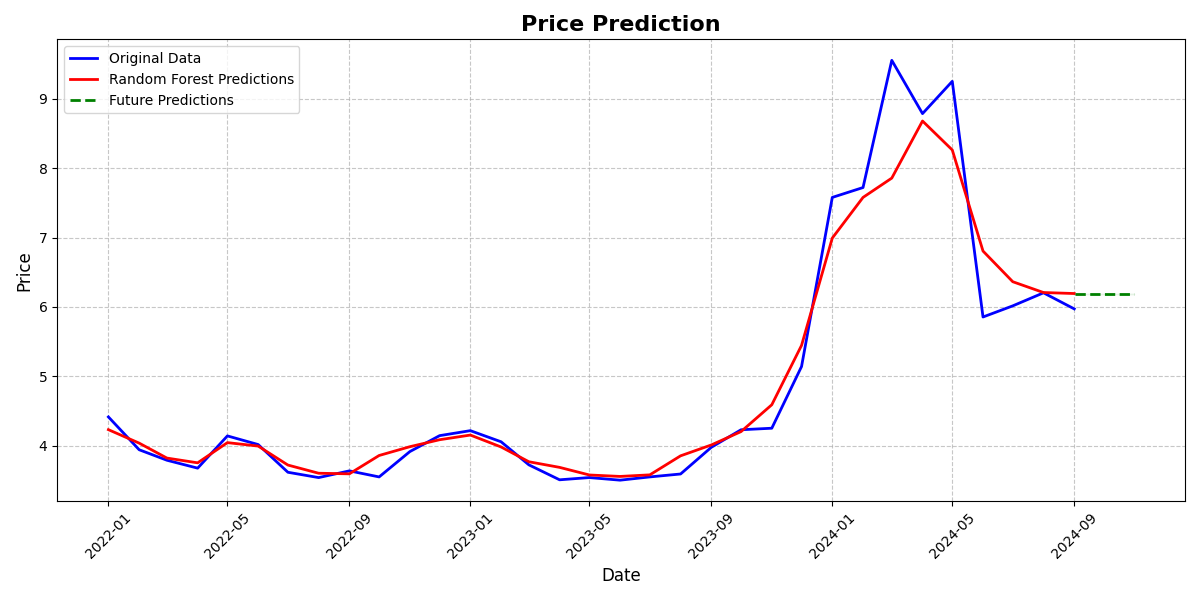 Price Prediction
Original Data
Random Forest Predictions
Future Predictions
Price
9
8
7
6
5
4
2022-01
2022-05
2022-09
2023-01
2023-05
2023-09
2024-01
2024-05
2024-09
Date